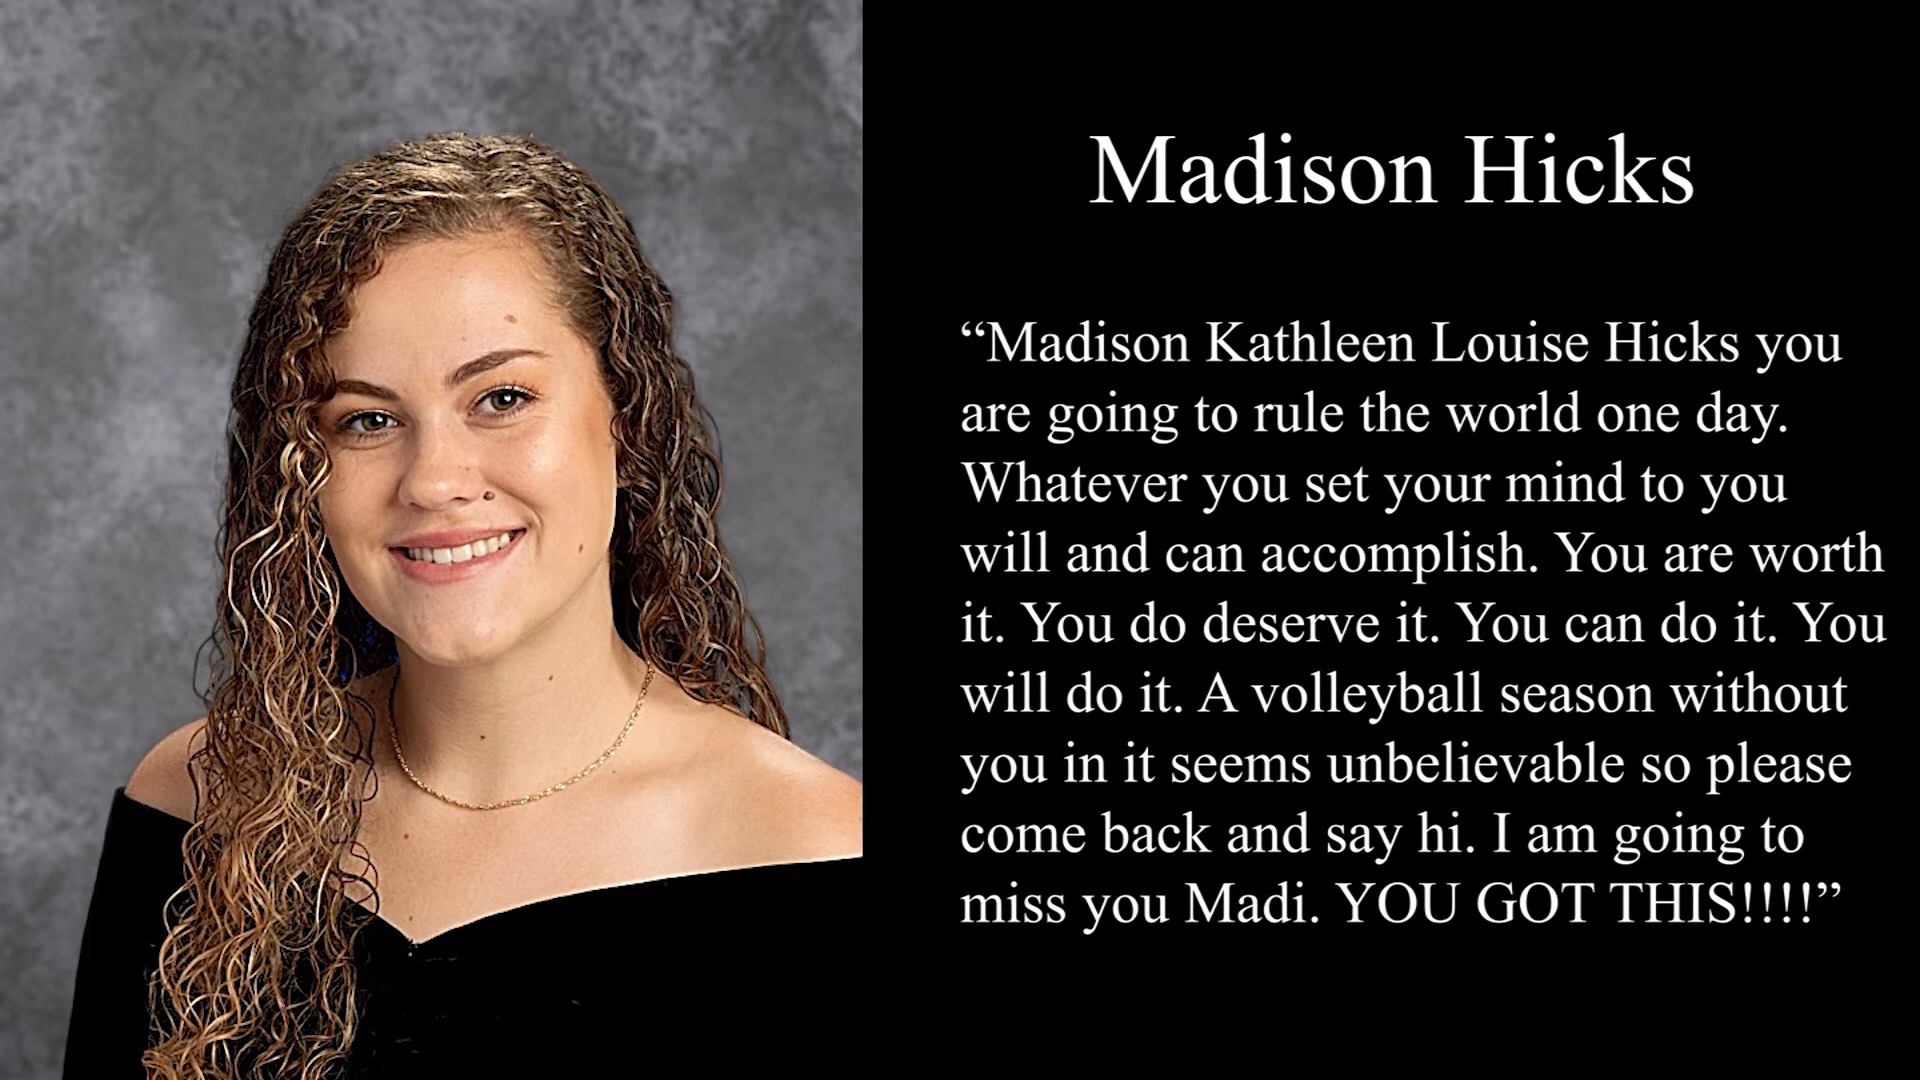 Madison Hicks
“Madison Kathleen Louise Hicks you
are going to rule the world one day.
Whatever you set your mind to you
will and can accomplish. You are worth
it. You do deserve it. You can do it. You
will do it. A volleyball season without
you in it seems unbelievable so please
come back and say hi. I am going to
miss you Madi. YOU GOT THIS!!!!”